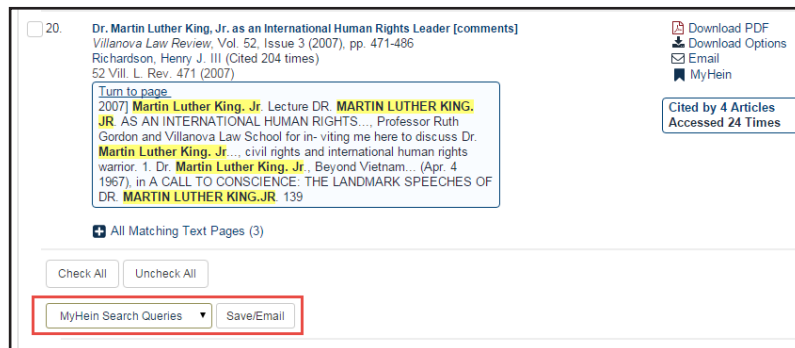 20. Dr. Martin Luther King, Jr. as an International Human Rights Leader [comments]
Villanova Law Review, Vol. 52, Issue 3 (2007), pp. 471-486
Richardson, Henry J. III (Cited 204 times)
52 Vill. L. Rev. 471 (2007)
Turn to page
2007] Martin Luther King. Jr. Lecture DR. MARTIN LUTHER KING.
JR. AS AN INTERNATIONAL HUMAN RIGHTS..., Professor Ruth
Gordon and Villanova Law School for in- viting me here to discuss Dr.
Martin Luther King. Jr..., civil rights and international human rights
warrior. 1. Dr. Martin Luther King. Jr., Beyond Vietnam... (Apr. 4
1967), in A CALL TO CONSCIENCE: THE LANDMARK SPEECHES OF
DR. MARTIN LUTHER KING.JR. 139
All Matching Text Pages (3)
Download PDF
Download Options
Email
MyHein
Cited by 4 Articles
Accessed 24 Times
Check All Uncheck All
MyHein Search Queries Save/Email